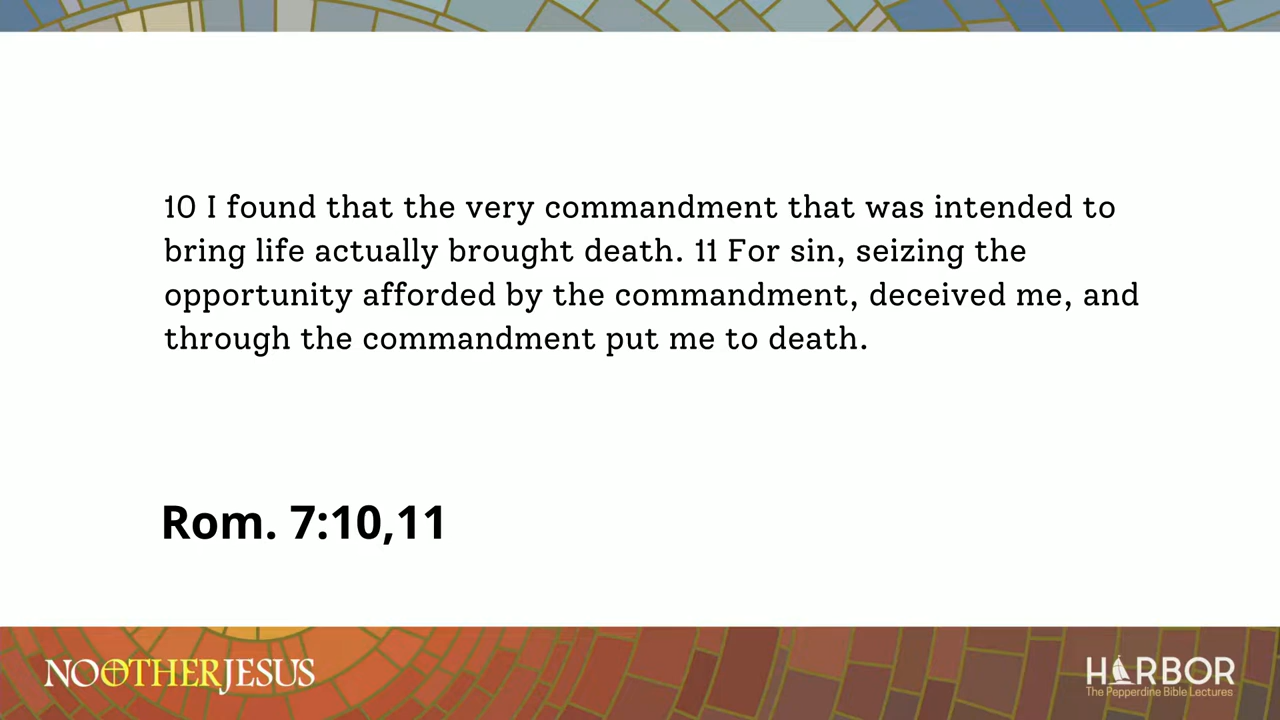 10 I found that the very commandment that was intended to
bring life actually brought death. 11 For sin, seizing the
opportunity afforded by the commandment, deceived me, and
through the commandment put me to death.
Rom. 7:10,11
NOOTHERJESUS
HARBOR
The Pepperdine Bible Lectures